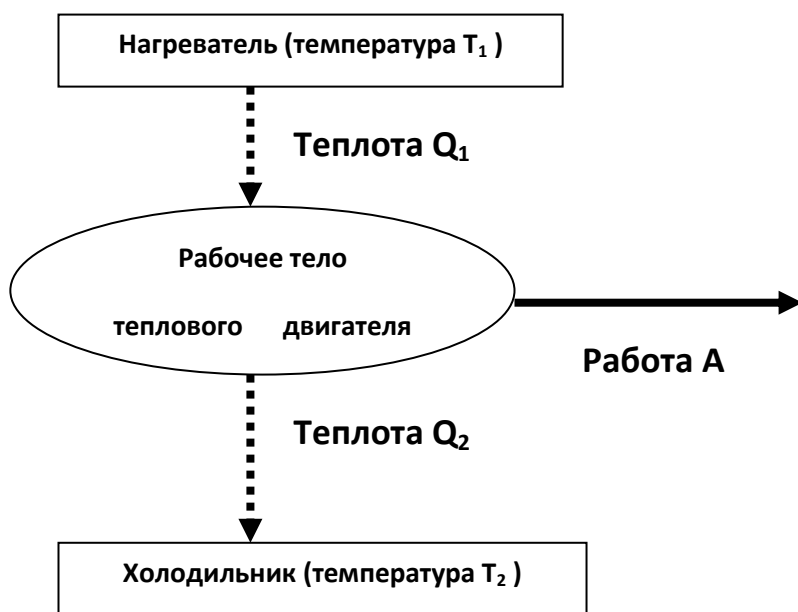 Нагреватель (температура T₁ )
Теплота Q₁
Рабочее тело
теплового двигателя
Работа А
Теплота Q₂
Холодильник (температура T₂ )